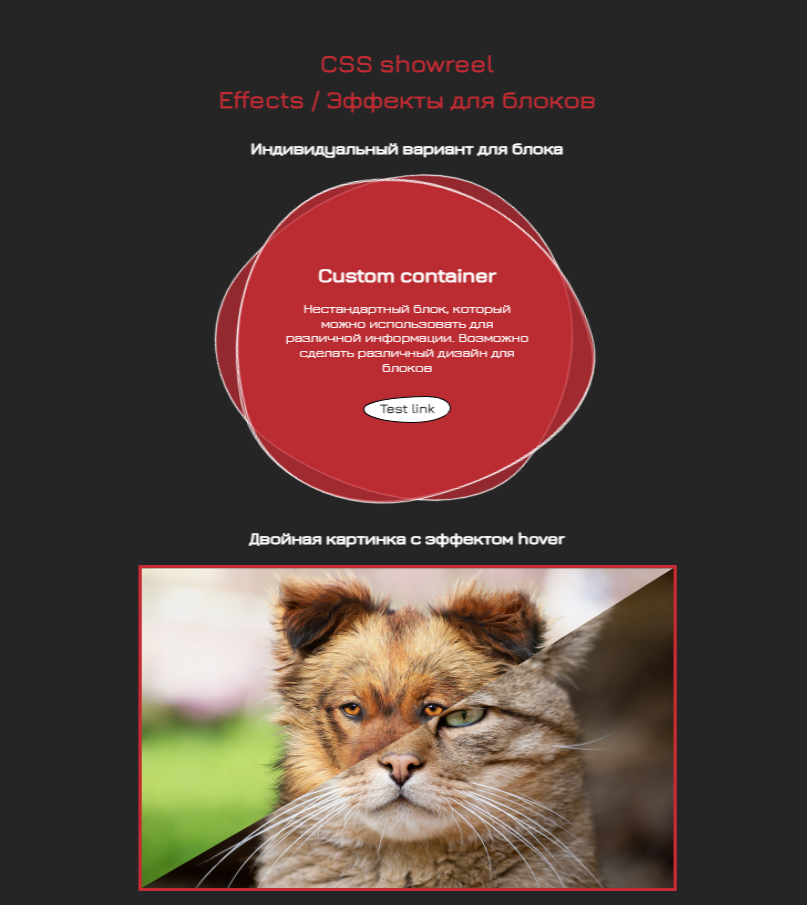 CSS showreel
Effects / Эффекты для блоков
Индивидуальный вариант для блока
Custom container
Нестандартный блок, который
можно использовать для
различной информации. Возможно
сделать различный дизайн для
блоков
Test link
Двойная картинка с эффектом hover